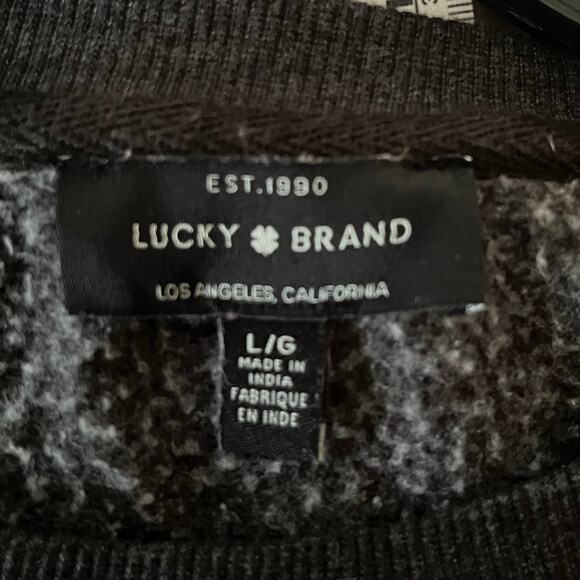 EST.1990
LUCKY BRAND
LOS ANGELES, CALIFORNIA
L/G
MADE IN
INDIA
FABRIQUE
EN INDE